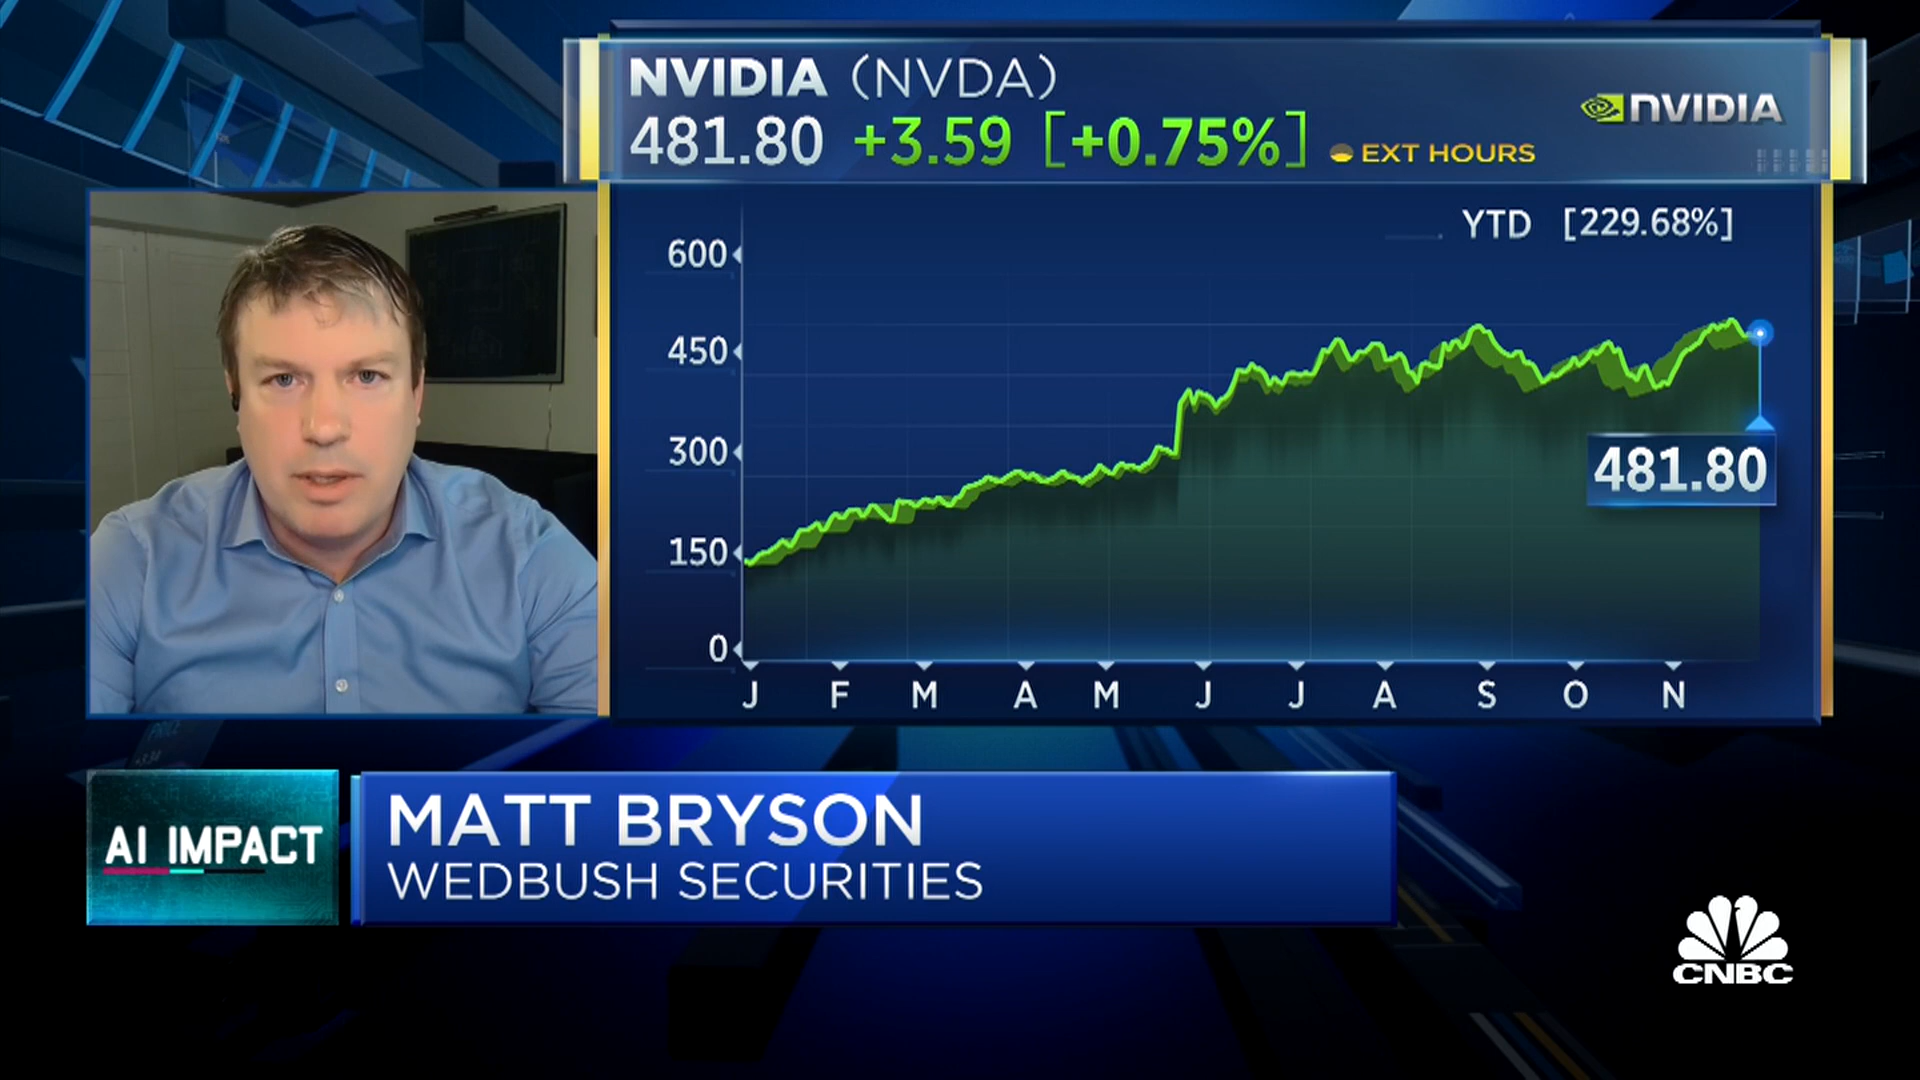 NVIDIA (NVDA)
481.80 +3.59 [+0.75%] EXT HOURS
NVIDIA
YTD [229.68%]
600
450
300
150
0
481.80
J F M A M J J A S O N
AI IMPACT
MATT BRYSON
WEDBUSH SECURITIES
CNBC